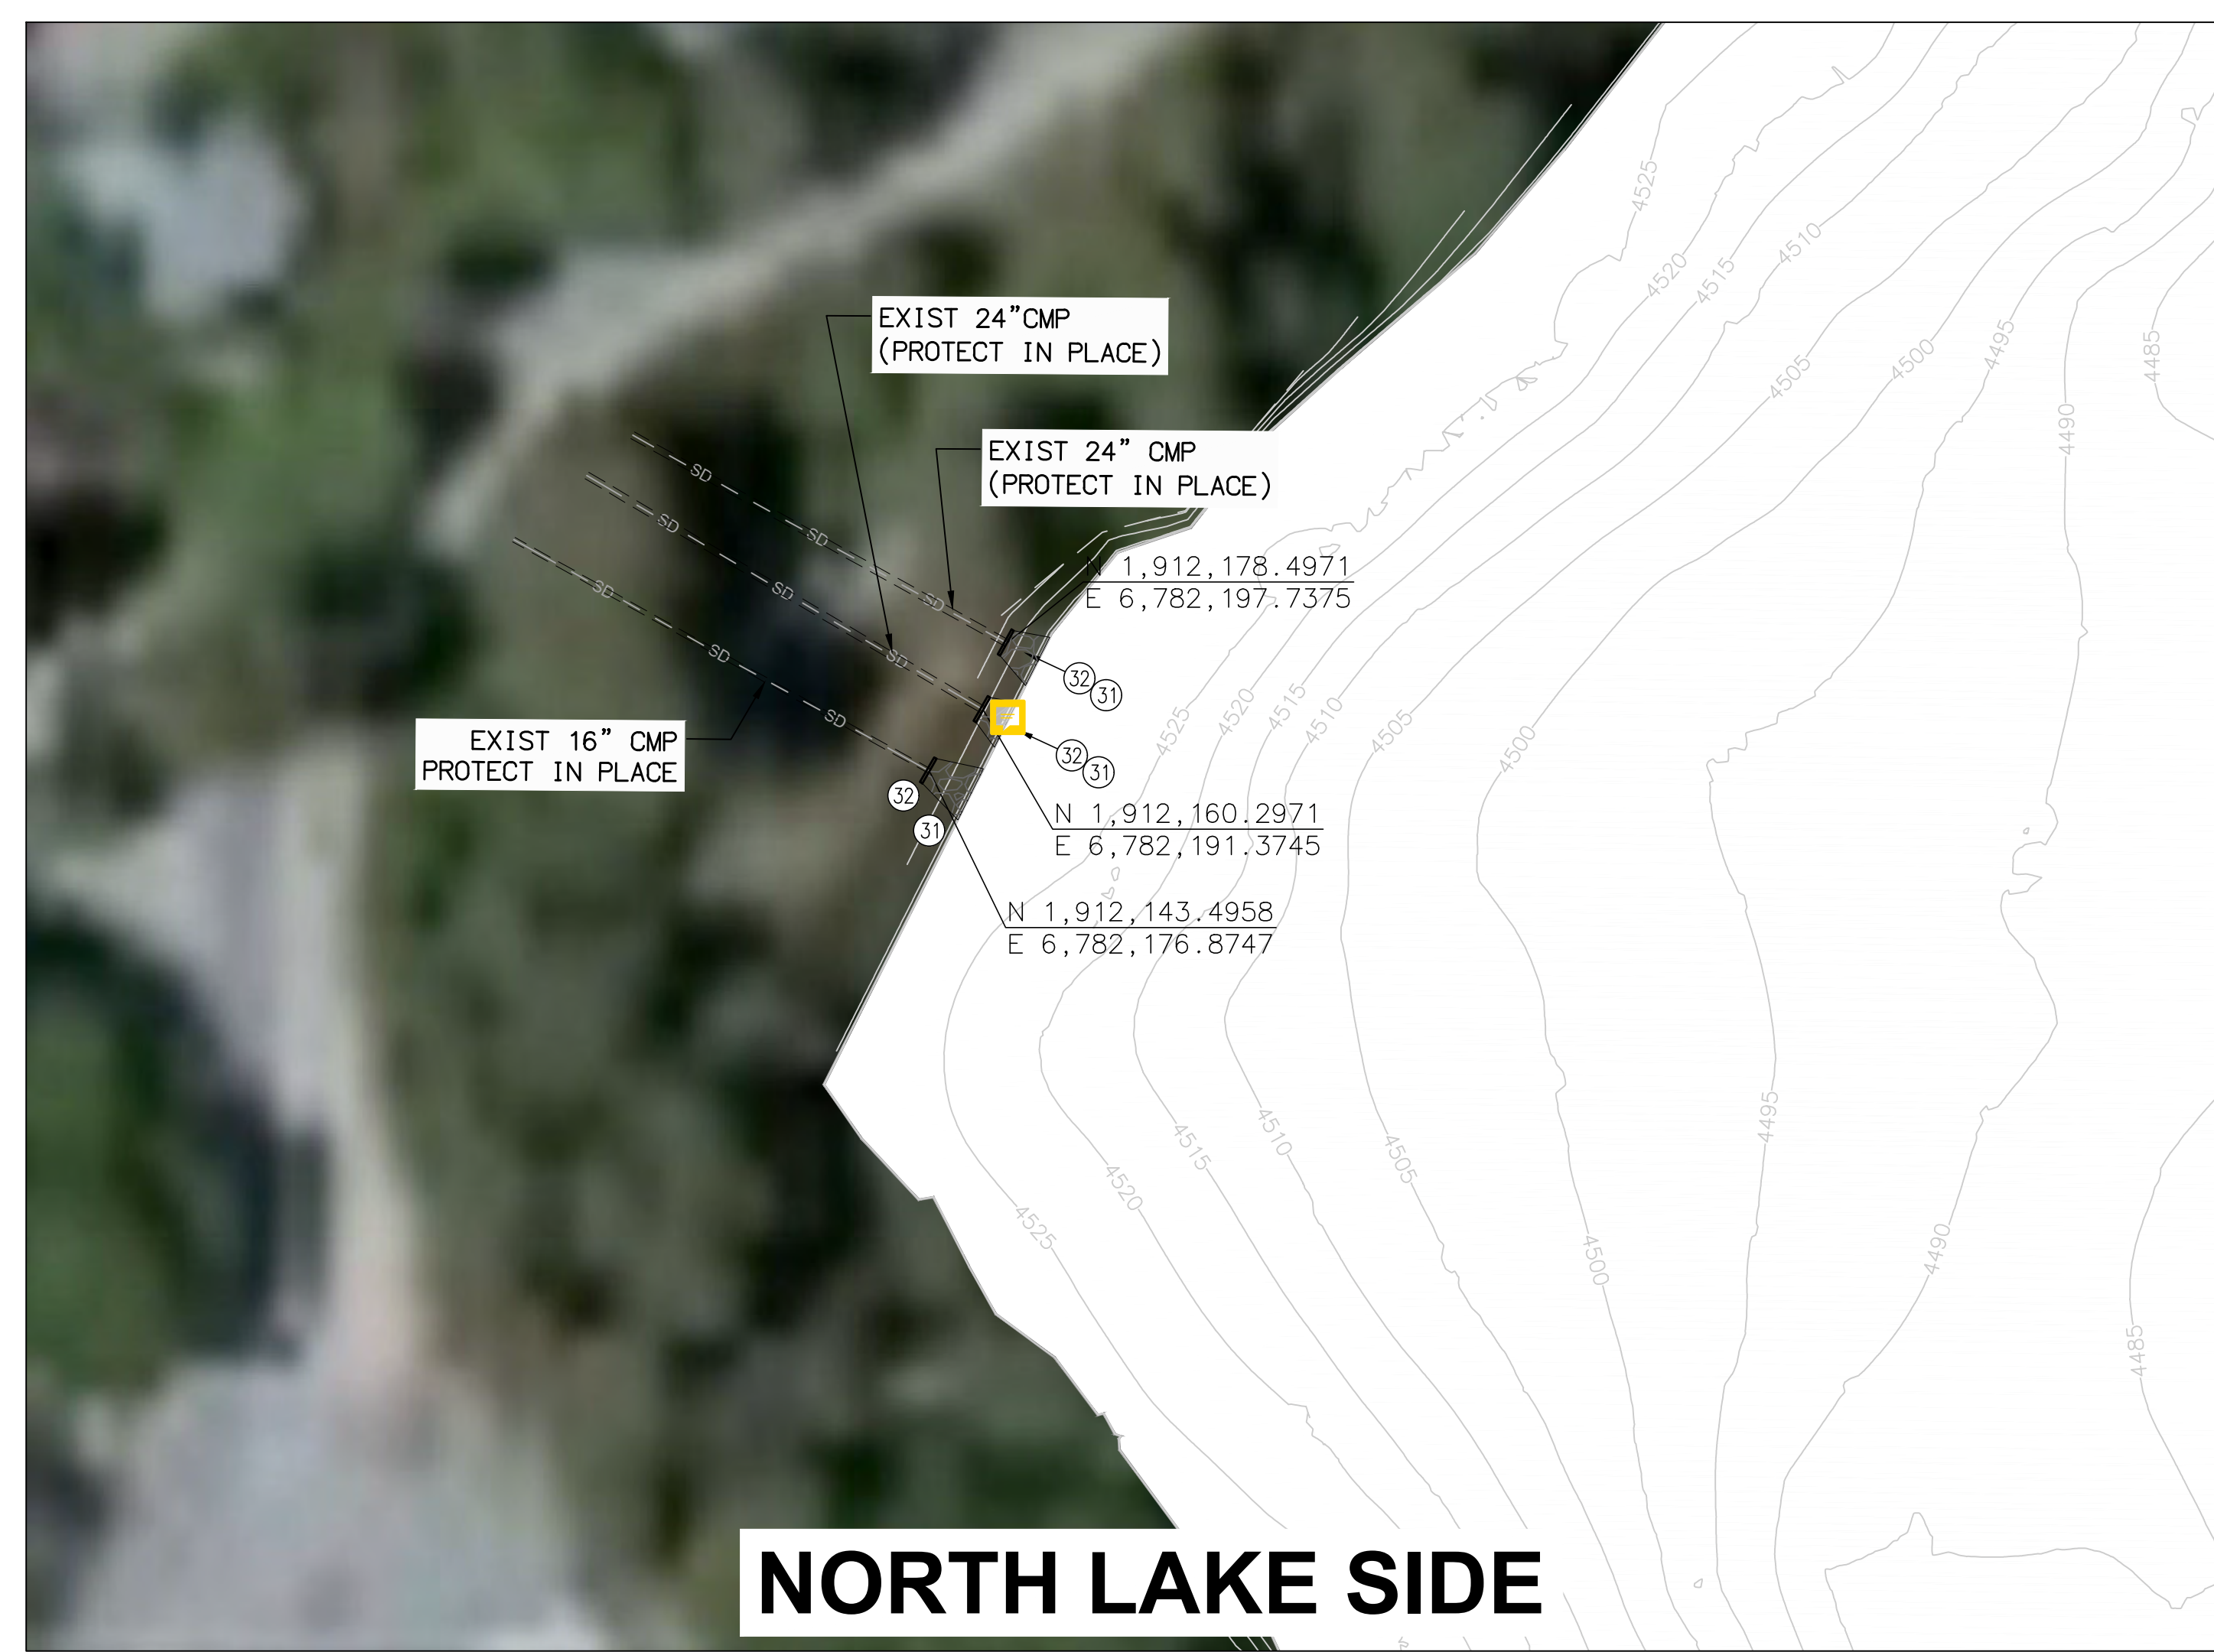 EXIST 24”CMP
(PROTECT IN PLACE)
EXIST 24” CMP
(PROTECT IN PLACE)
EXIST 16” CMP
PROTECT IN PLACE
SD
SD
SD
SD
SD
SD
SD
SD
SD
N 1,912,178.4971
E 6,782,197.7375
32
31
32
31
32
31
N 1,912,160.2971
E 6,782,191.3745
N 1,912,143.4958
E 6,782,176.8747
4525
4520
4515
4510
4505
4500
4495
4490
4485
4525
4520
4515
4510
4505
4500
4525
4520
4515
4510
4505
4500
4495
4490
4485
NORTH LAKE SIDE